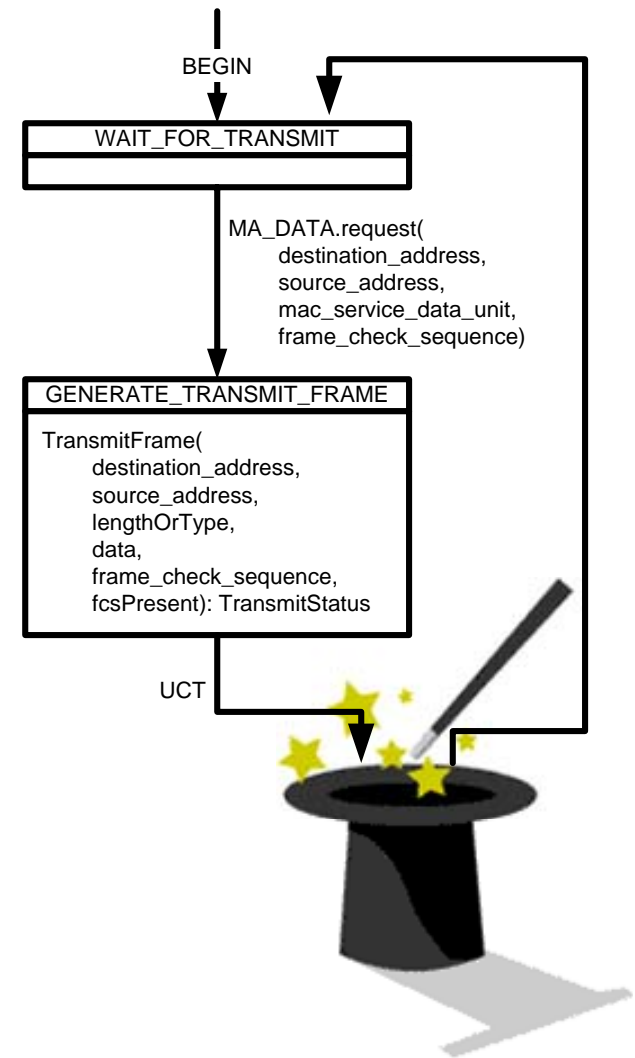 BEGIN
WAIT_FOR_TRANSMIT
MA_DATA.request(
destination_address,
source_address,
mac_service_data_unit,
frame_check_sequence)
GENERATE_TRANSMIT_FRAME
TransmitFrame(
destination_address,
source_address,
lengthOrType,
data,
frame_check_sequence,
fcsPresent): TransmitStatus
UCT